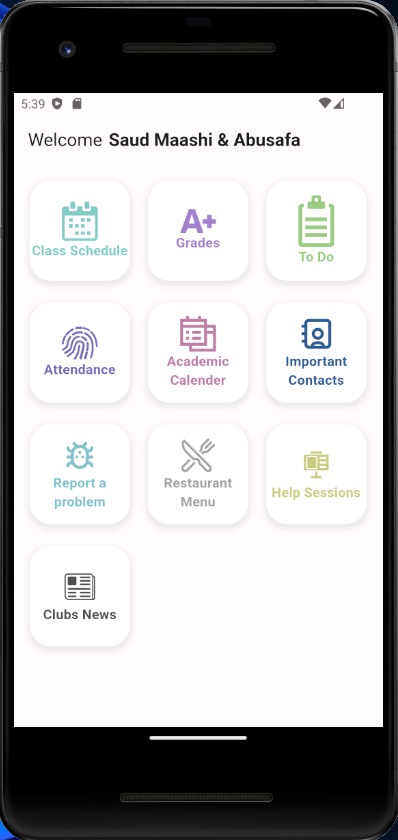 5:39
Welcome Saud Maashi & Abusafa
Class Schedule
A+
Grades
To Do
Attendance
Academic
Calender
Important
Contacts
Report a
problem
Restaurant
Menu
Help Sessions
Clubs News